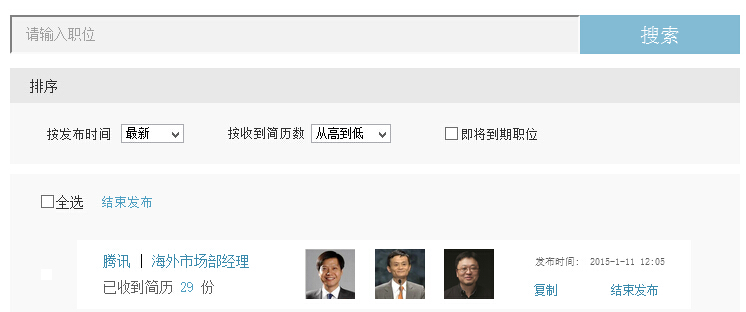 请输入职位 搜索
排序
按发布时间 最新 按收到简历数 从高到低 即将到期职位
全选 结束发布
腾讯 | 海外市场部经理
已收到简历 29 份
发布时间: 2015-1-11 12:05
复制 结束发布